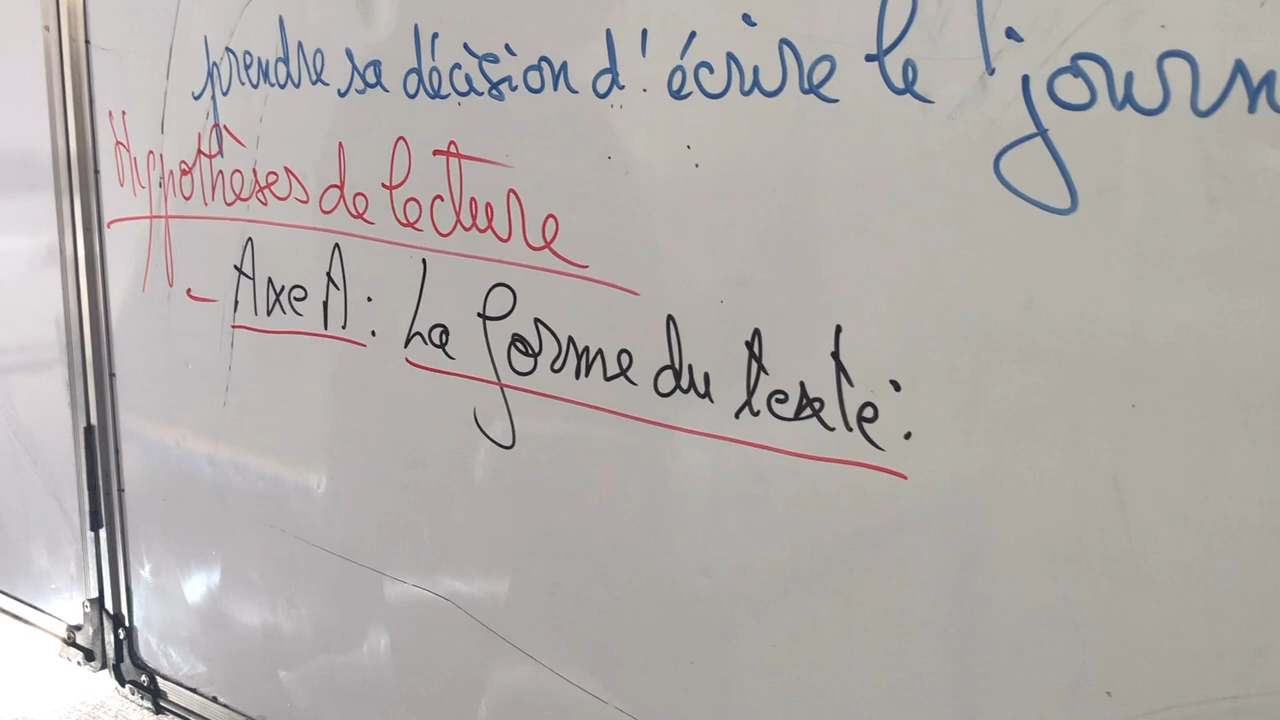 prendre sa décision d'écrire le journ
Hypothèses de lecture
- Axe A : La forme du texte :